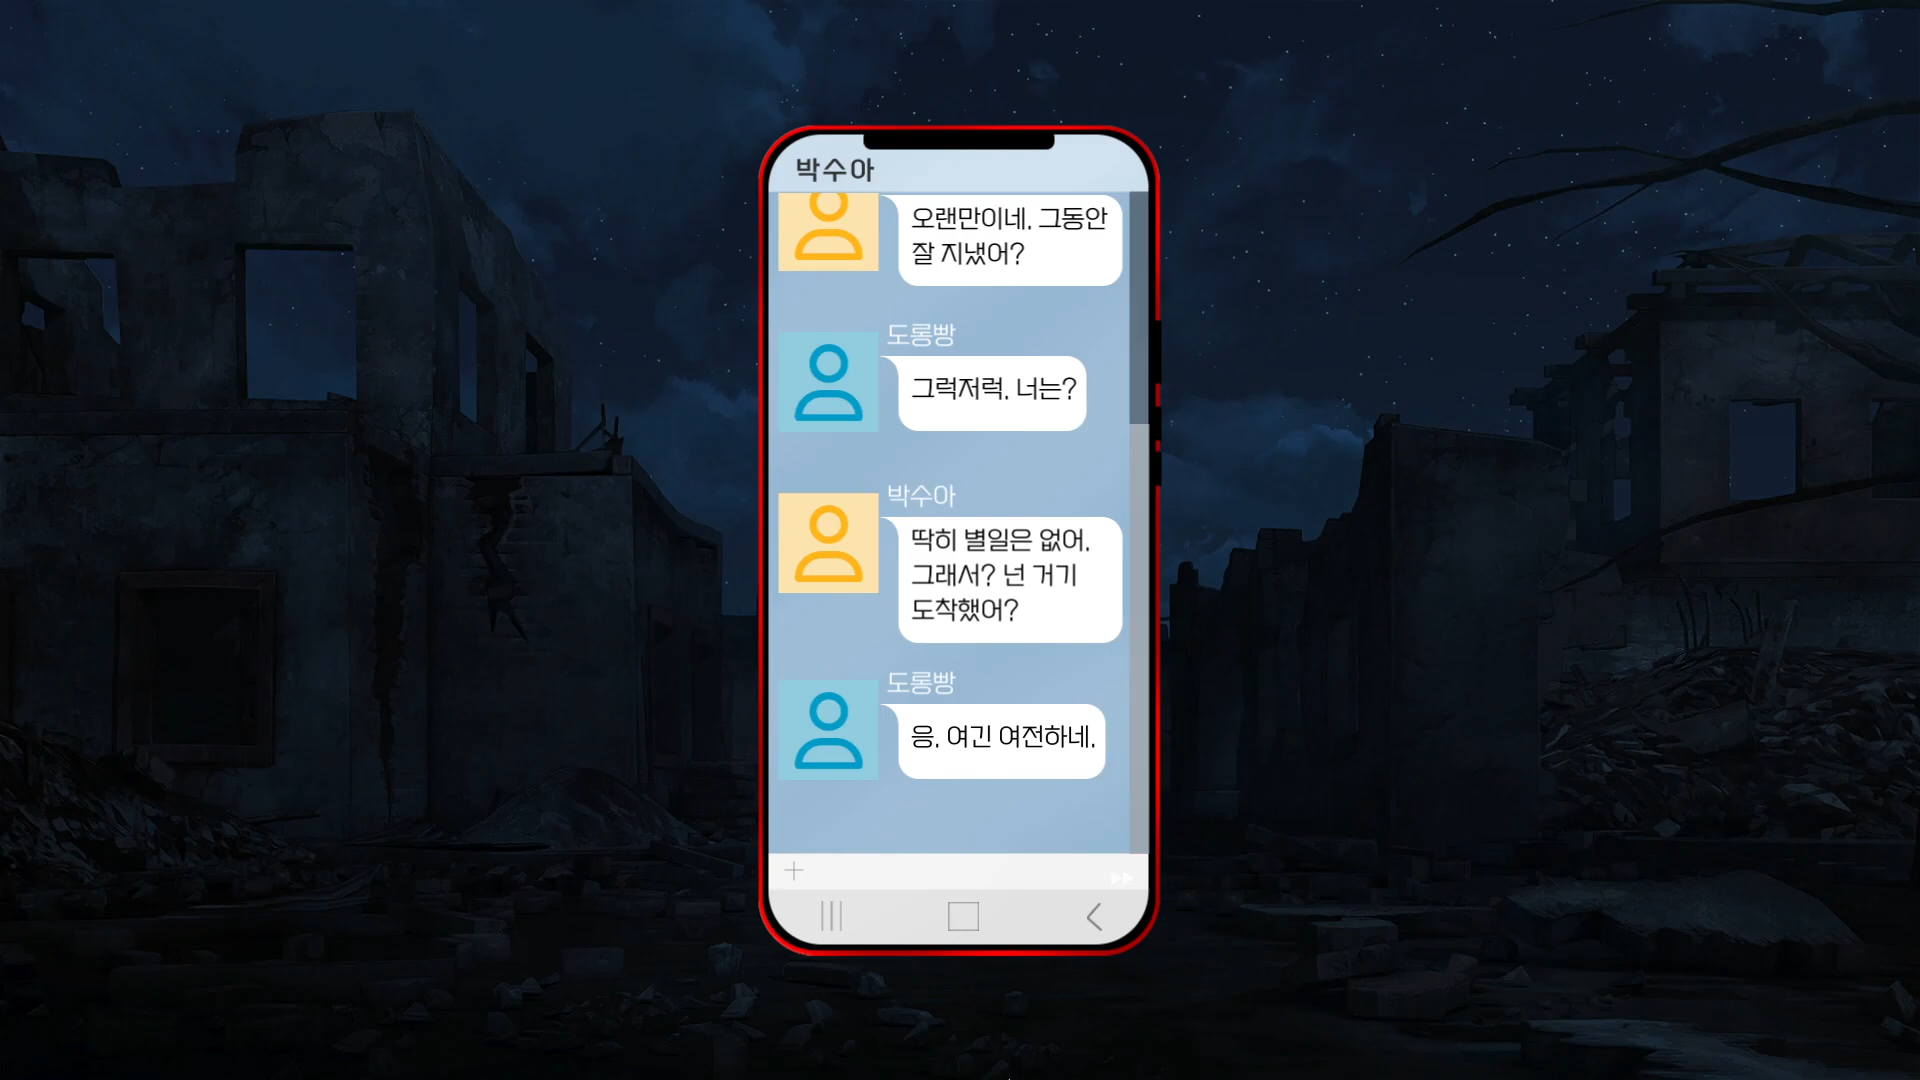 박수아
오랜만이네. 그동안
잘 지냈어?
도롱빵
그럭저럭. 너는?
박수아
딱히 별일은 없어.
그래서? 넌 거기
도착했어?
도롱빵
응. 여긴 여전하네.